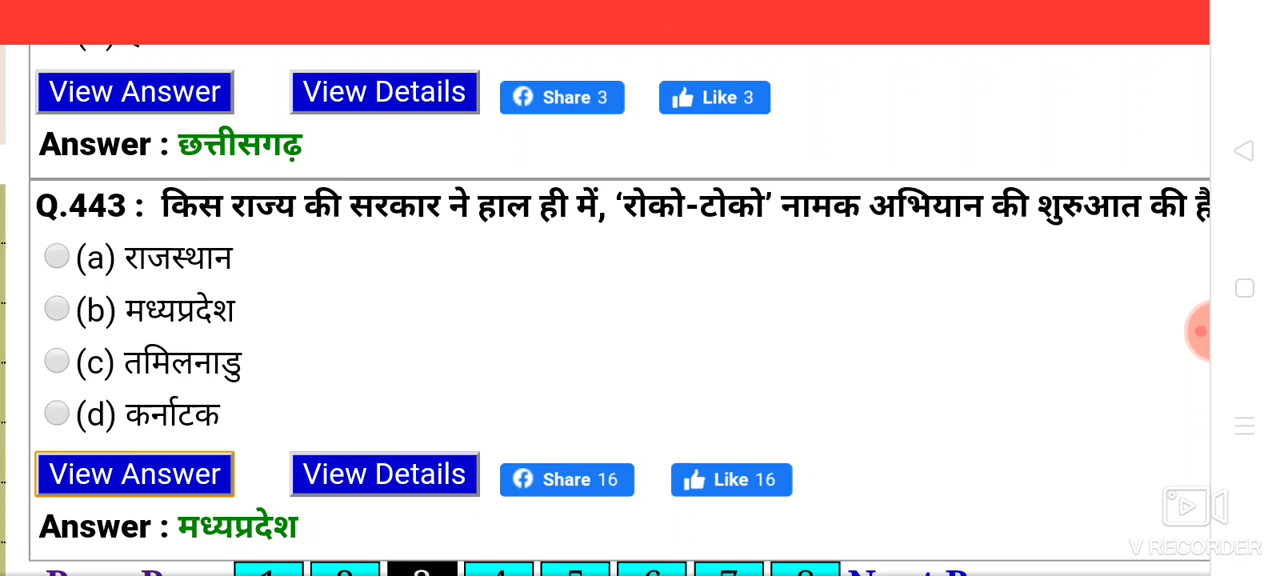 View Answer View Details Share 3 Like 3
Answer : छत्तीसगढ़
Q.443 : किस राज्य की सरकार ने हाल ही में, ‘रोको-टोको’ नामक अभियान की शुरुआत की है
(a) राजस्थान
(b) मध्यप्रदेश
(c) तमिलनाडु
(d) कर्नाटक
View Answer View Details Share 16 Like 16
Answer : मध्यप्रदेश
V RECORDER